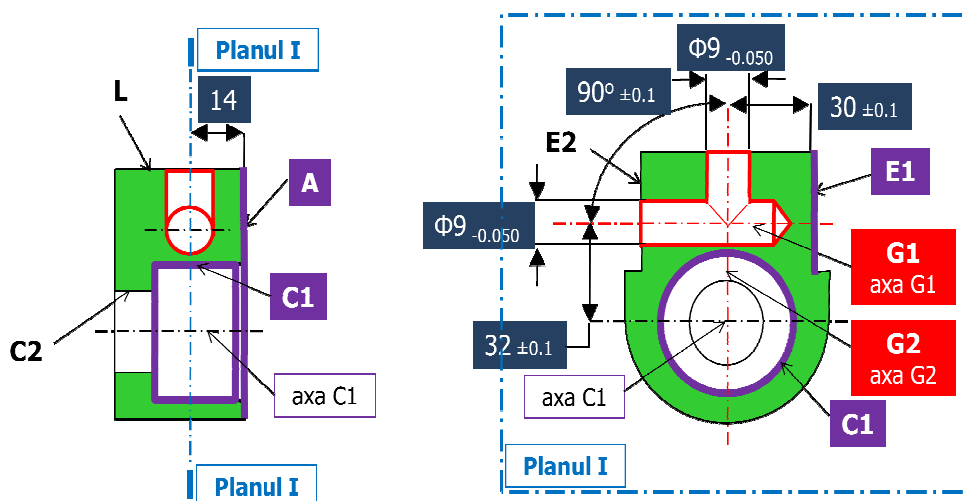 Planul I
L
14
A
C1
C2
axa C1
Planul I
Φ9 -0.050
90º ±0.1
30 ±0.1
E2
E1
Φ9 -0.050
G1
axa G1
32 ±0.1
G2
axa G2
axa C1
C1
Planul I